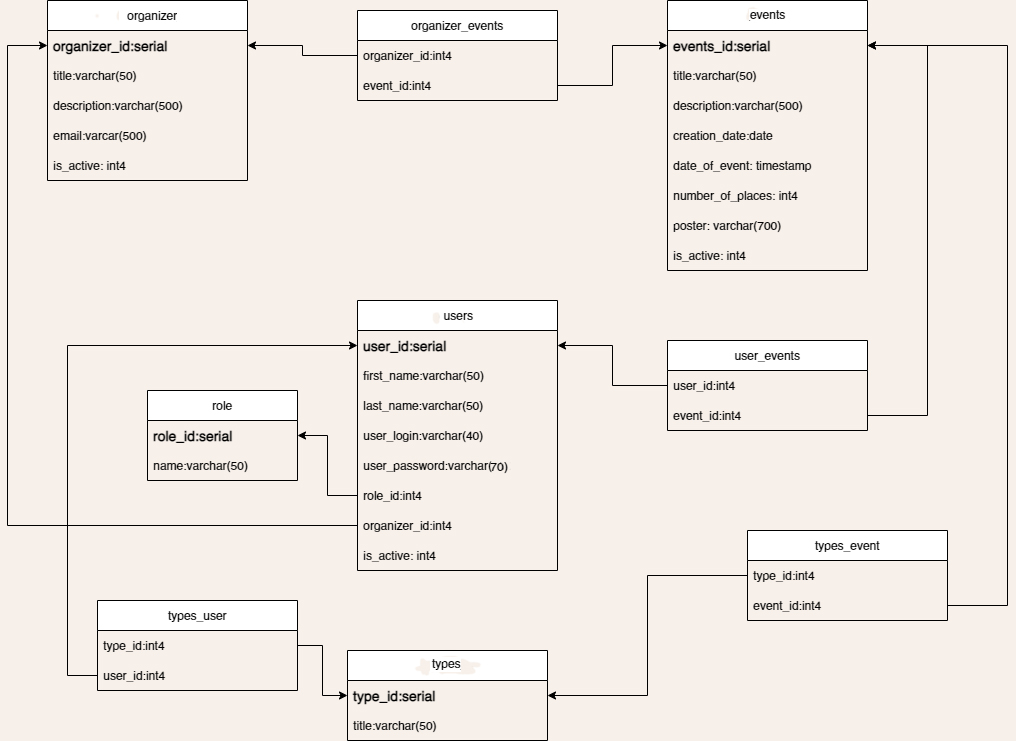 organizer
organizer_id:serial
title:varchar(50)
description:varchar(500)
email:varcar(500)
is_active: int4
organizer_events
organizer_id:int4
event_id:int4
events
events_id:serial
title:varchar(50)
description:varchar(500)
creation_date:date
date_of_event: timestamp
number_of_places: int4
poster: varchar(700)
is_active: int4
users
user_id:serial
first_name:varchar(50)
last_name:varchar(50)
user_login:varchar(40)
user_password:varchar(70)
role_id:int4
organizer_id:int4
is_active: int4
user_events
user_id:int4
event_id:int4
role
role_id:serial
name:varchar(50)
types_event
type_id:int4
event_id:int4
types_user
type_id:int4
user_id:int4
types
type_id:serial
title:varchar(50)